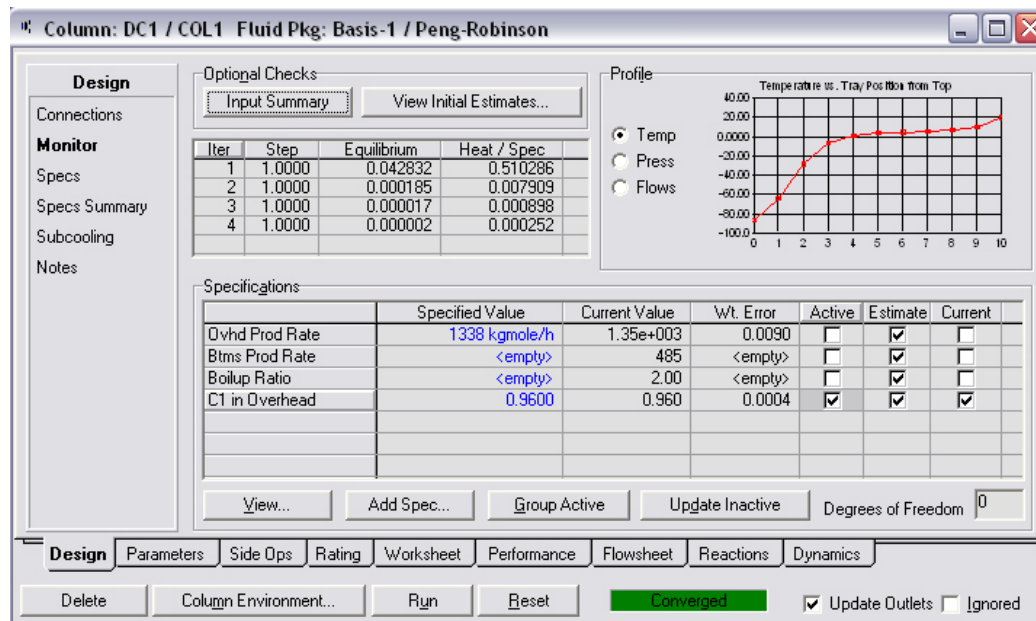 Column: DC1 / COL1 Fluid Pkg: Basis-1 / Peng-Robinson
Design
Connections
Monitor
Specs
Specs Summary
Subcooling
Notes
Optional Checks
Input Summary View Initial Estimates...
Iter Step Equilibrium Heat / Spec
1 1.0000 0.042832 0.510286
2 1.0000 0.000185 0.007909
3 1.0000 0.000017 0.000898
4 1.0000 0.000002 0.000252
Profile
Temp
Press
Flows
Temperature vs. Tray Position from Top
40.00
20.00
0.0000
-20.00
-40.00
-60.00
-80.00
-100.0
0 1 2 3 4 5 6 7 8 9 10
Specifications
Specified Value Current Value Wt. Error Active Estimate Current
Ovhd Prod Rate 1338 kgmole/h 1.35e+003 0.0090
Btms Prod Rate <empty> 485 <empty>
Boilup Ratio <empty> 2.00 <empty>
C1 in Overhead 0.9600 0.960 0.0004
View... Add Spec... Group Active Update Inactive Degrees of Freedom 0
Design Parameters Side Ops Rating Worksheet Performance Flowsheet Reactions Dynamics
Delete Column Environment... Run Reset Converged Update Outlets Ignored